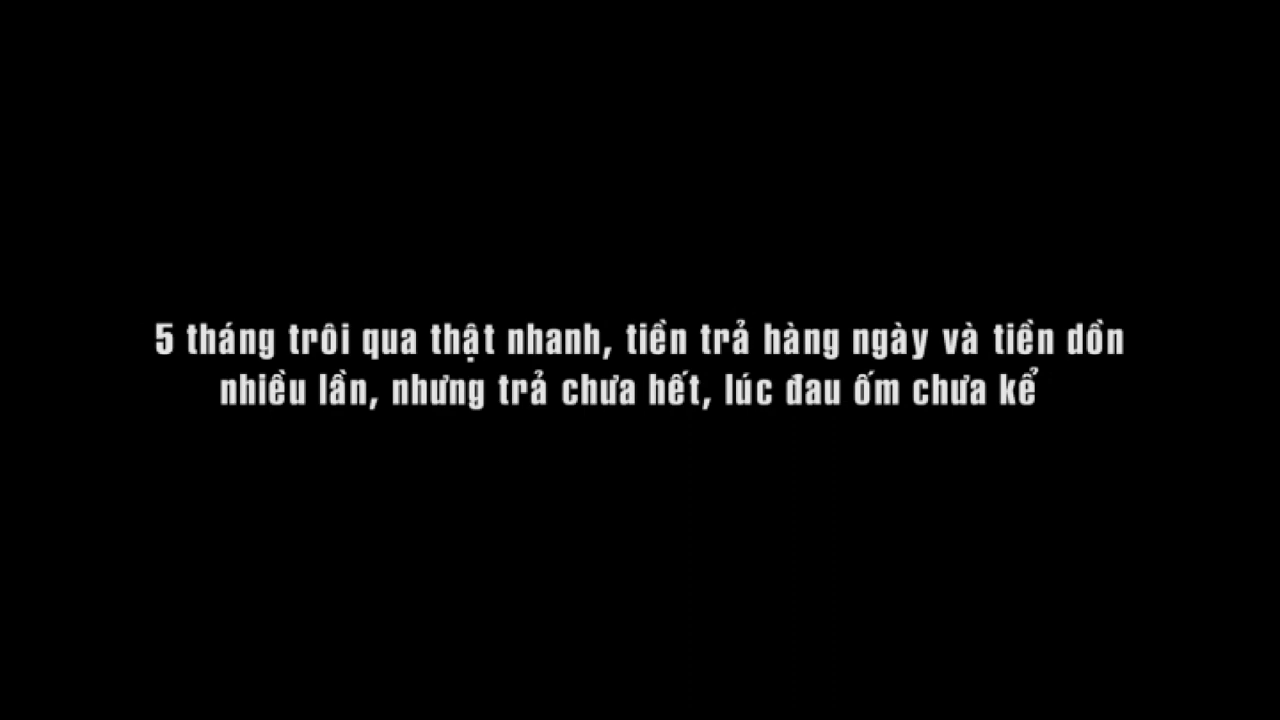 5 tháng trôi qua thật nhanh, tiền trả hàng ngày và tiền dồn
nhiều lần, nhưng trả chưa hết, lúc đau ốm chưa kể